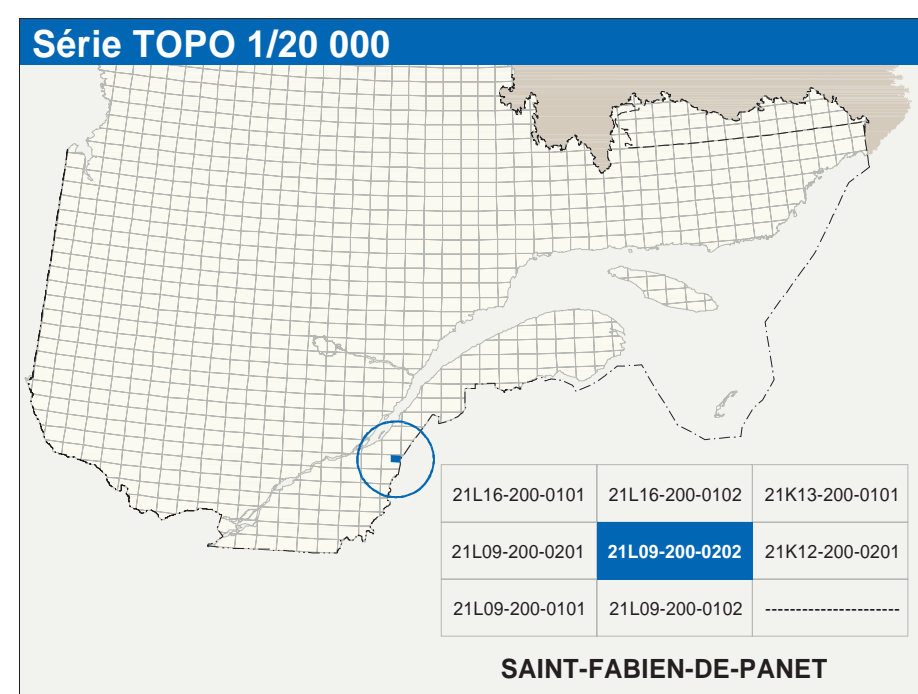 Série TOPO 1/20 000
21L16-200-0101 21L16-200-0102 21K13-200-0101
21L09-200-0201 21L09-200-0202 21K12-200-0201
21L09-200-0101 21L09-200-0102 ----------------------
SAINT-FABIEN-DE-PANET